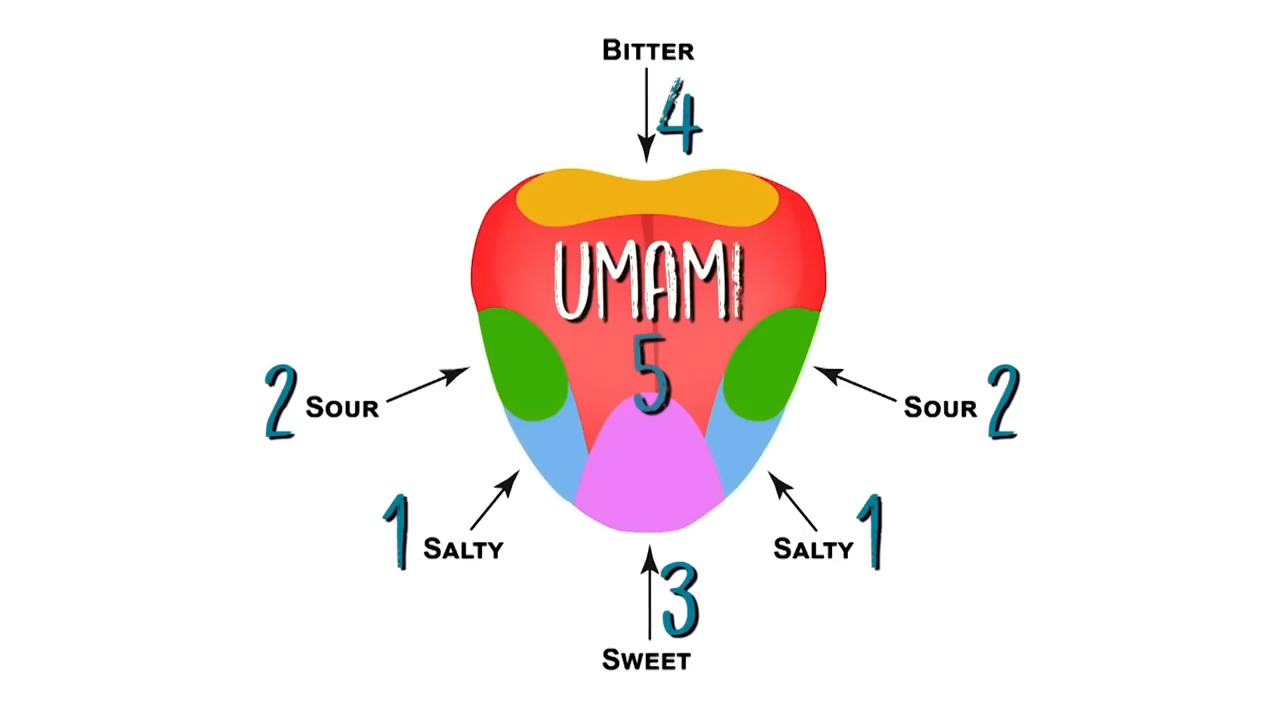 BITTER
4
UMAMI
5
2 SOUR
SOUR 2
1 SALTY
SALTY 1
3
SWEET